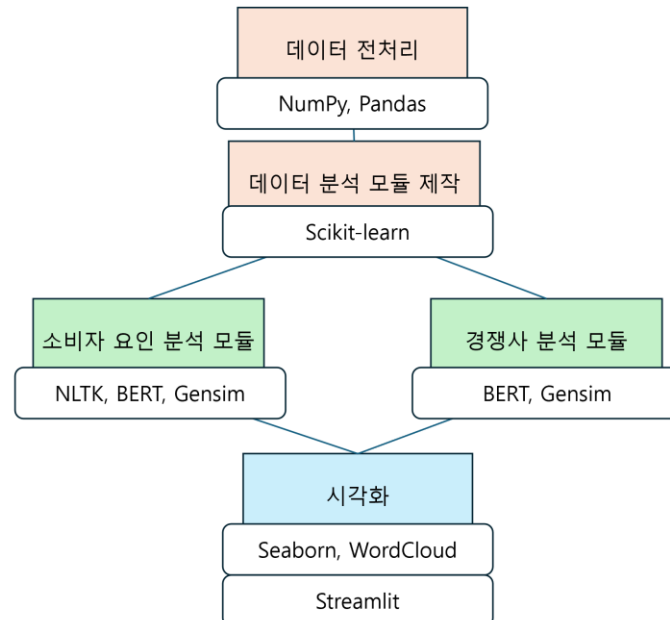 데이터 전처리
NumPy, Pandas
데이터 분석 모듈 제작
Scikit-learn
소비자 요인 분석 모듈
NLTK, BERT, Gensim
경쟁사 분석 모듈
BERT, Gensim
시각화
Seaborn, WordCloud
Streamlit